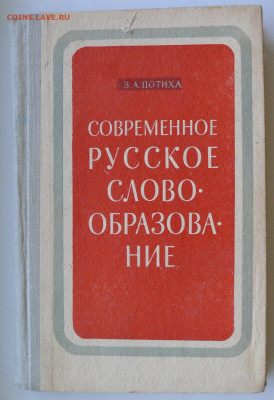 COINS.LAVE.RU
З.А.ПОТИХА
СОВРЕМЕННОЕ
РУССКОЕ
СЛОВО·
ОБРАЗОВА·
НИЕ